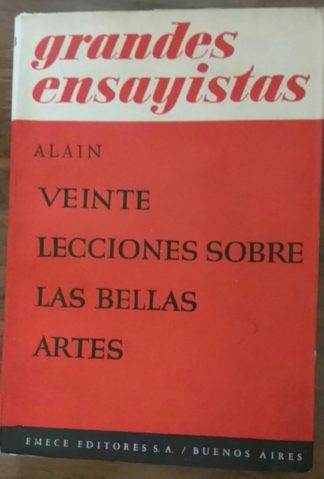 grandes
ensayistas
ALAIN
VEINTE
LECCIONES SOBRE
LAS BELLAS
ARTES
EMECE EDITORES S.A. / BUENOS AIRES